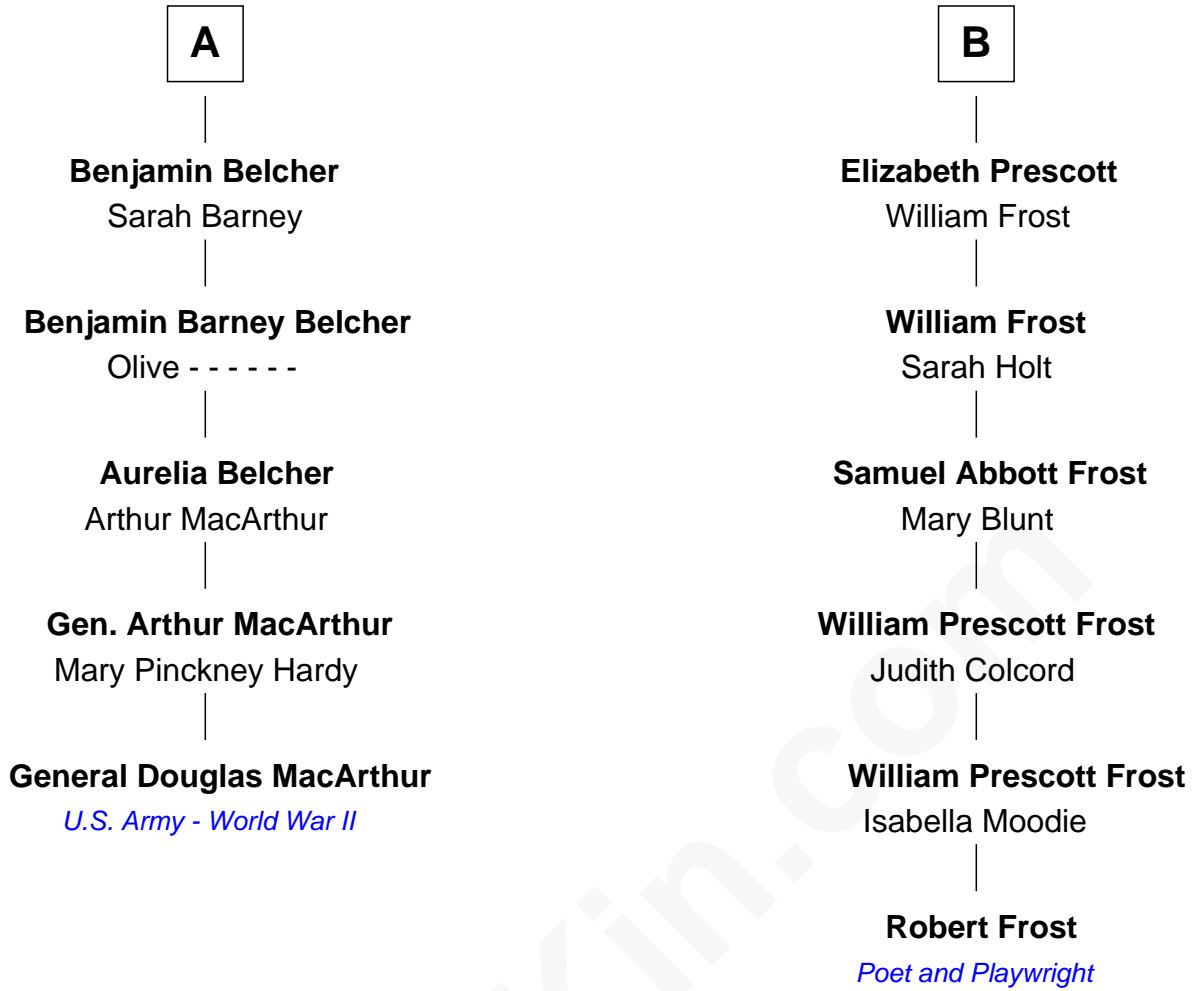 A
Benjamin Belcher
Sarah Barney
Benjamin Barney Belcher
Olive - - - - - -
Aurelia Belcher
Arthur MacArthur
Gen. Arthur MacArthur
Mary Pinckney Hardy
General Douglas MacArthur
U.S. Army - World War II
B
Elizabeth Prescott
William Frost
William Frost
Sarah Holt
Samuel Abbott Frost
Mary Blunt
William Prescott Frost
Judith Colcord
William Prescott Frost
Isabella Moodie
Robert Frost
Poet and Playwright
Kin.com